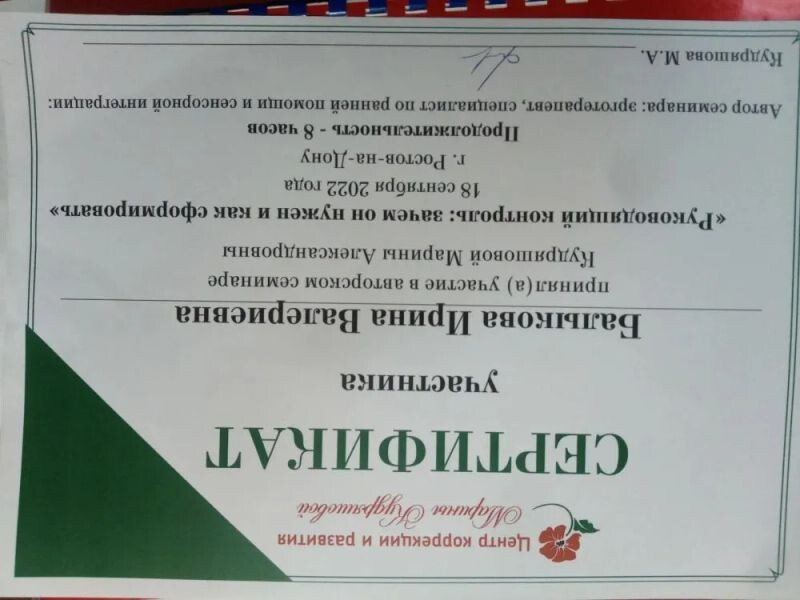 Центр коррекции и развития
Марины Кудряшовой
СЕРТИФИКАТ
участника
Балыкова Ирина Валериевна
принял(а) участие в авторском семинаре
Кудряшовой Марины Александровны
«Руководящий контроль: зачем он нужен и как сформировать»
18 сентября 2022 года
г. Ростов-на-Дону
Продолжительность - 8 часов
Автор семинара: эрготерапевт, специалист по ранней помощи и сенсорной интеграции:
Кудряшова М.А.